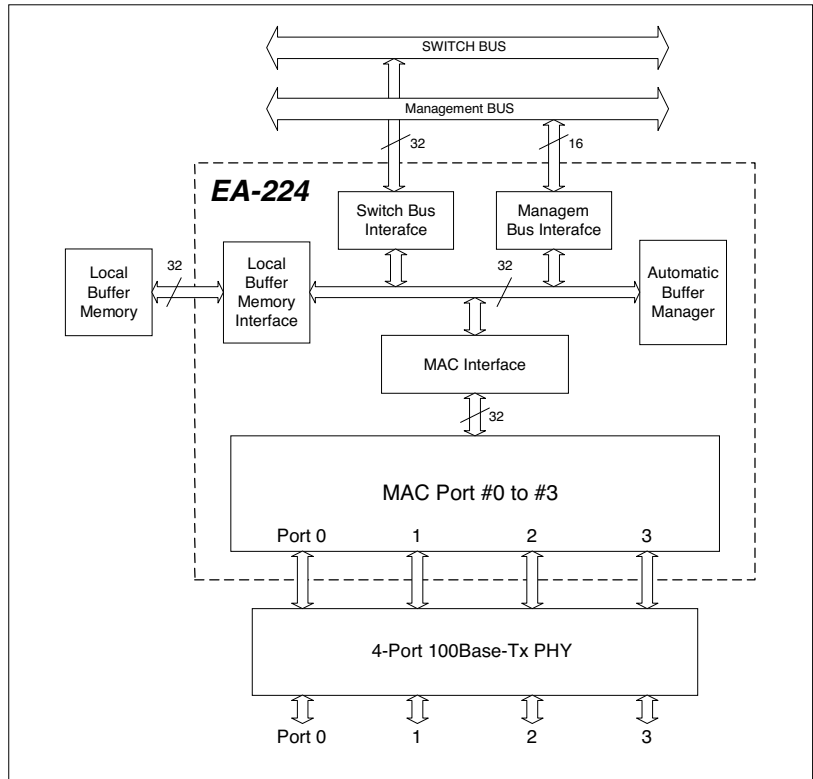 SWITCH BUS
Management BUS
32
16
EA-224
Switch Bus
Interafce
Managem
Bus Interafce
Local
Buffer
Memory
32
Local
Buffer
Memory
Interface
32
Automatic
Buffer
Manager
MAC Interface
32
MAC Port #0 to #3
Port 0 1 2 3
4-Port 100Base-Tx PHY
Port 0 1 2 3